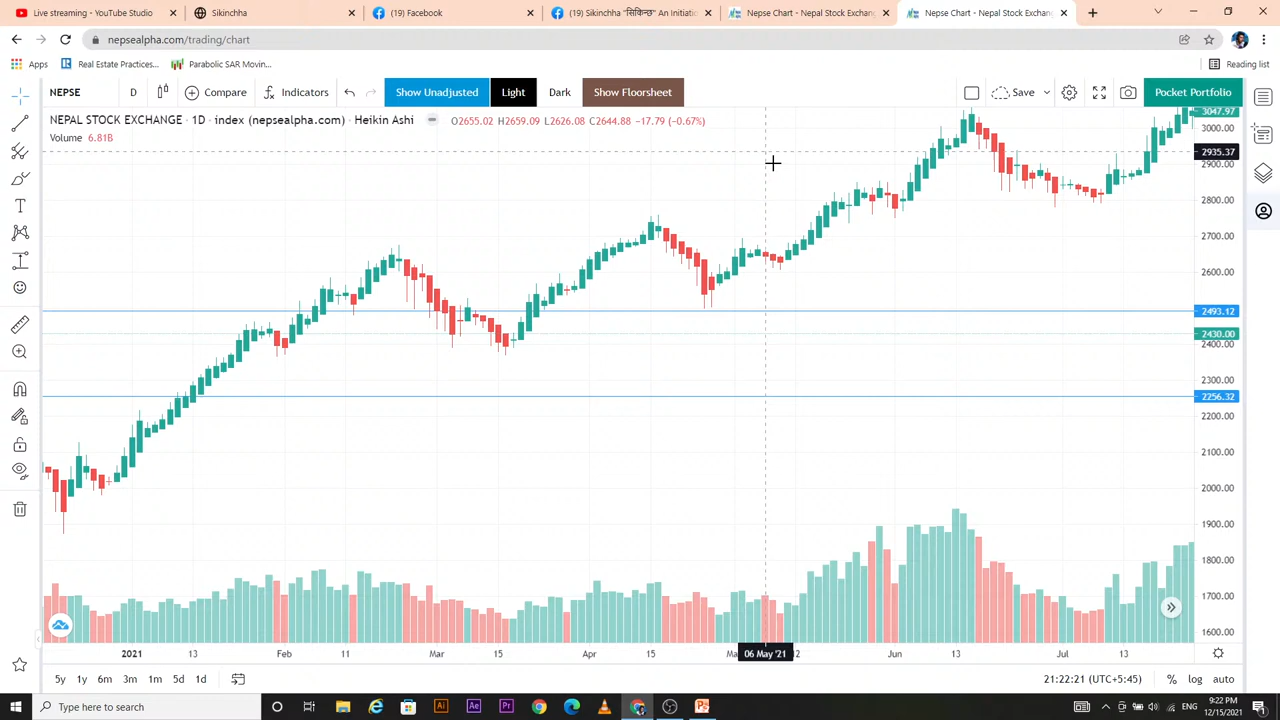 Live streaming - YouTube Studio
Sikinchha
(19) Facebook
(19) Sikinchha "सिकिन्छ" An Initiati
Nepse Chart - Nepal Stock Exchang
Nepse Chart - Nepal Stock Exchang
nepsealpha.com/trading/chart
Apps
Real Estate Practices...
Parabolic SAR Movin...
Reading list
NEPSE
D
Compare
Indicators
Show Unadjusted
Light
Dark
Show Floorsheet
Save
Pocket Portfolio
NEPAL STOCK EXCHANGE · 1D · index (nepsealpha.com) · Heikin Ashi
O2655.02 H2659.09 L2626.08 C2644.88 -17.79 (-0.67%)
Volume 6.81B
3047.97
3000.00
2935.37
2900.00
2800.00
2700.00
2600.00
2493.12
2430.00
2400.00
2300.00
2256.32
2200.00
2100.00
2000.00
1900.00
1800.00
1700.00
1600.00
2021 13 Feb 11 Mar 15 Apr 15 06 May '21 Jun 13 Jul 13
5y 1y 6m 3m 1m 5d 1d
21:22:21 (UTC+5:45) % log auto
Type here to search
9:22 PM
12/15/2021